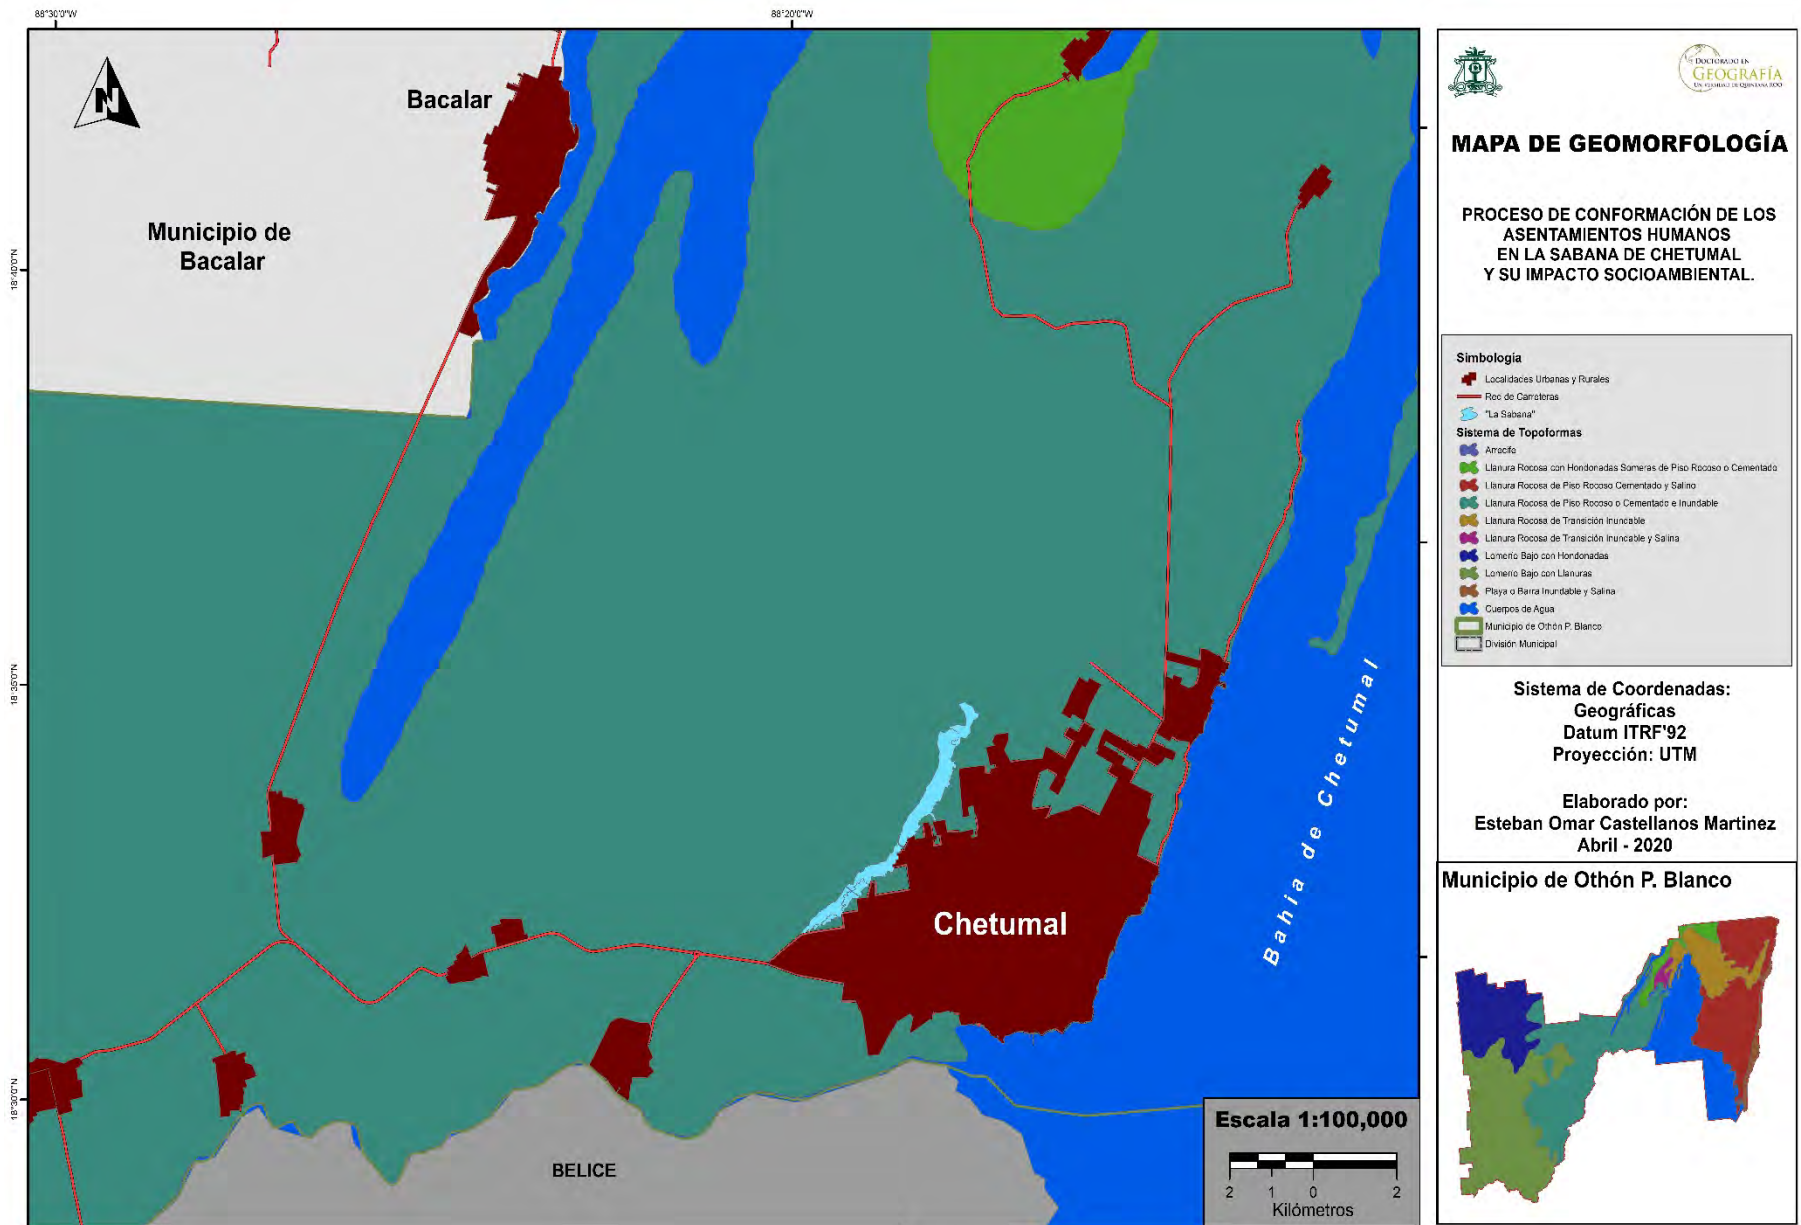 88°30'0"W
88°20'0"W
18°40'0"N
18°35'0"N
18°30'0"N
N
Bacalar
Municipio de
Bacalar
Chetumal
Bahía de Chetumal
BELICE
Escala 1:100,000
2 1 0 2
Kilómetros
DOCTORADO EN
GEOGRAFÍA
UNIVERSIDAD DE QUINTANA ROO
MAPA DE GEOMORFOLOGÍA
PROCESO DE CONFORMACIÓN DE LOS
ASENTAMIENTOS HUMANOS
EN LA SABANA DE CHETUMAL
Y SU IMPACTO SOCIOAMBIENTAL.
Simbología
Localidades Urbanas y Rurales
Red de Carreteras
"La Sabana"
Sistema de Topoformas
Arrecife
Llanura Rocosa con Hondonadas Someras de Piso Rocoso o Cementado
Llanura Rocosa de Piso Rocoso Cementado y Salino
Llanura Rocosa de Piso Rocoso o Cementado e Inundable
Llanura Rocosa de Transición Inundable
Llanura Rocosa de Transición Inundable y Salina
Lomerío Bajo con Hondonadas
Lomerío Bajo con Llanuras
Playa o Barra Inundable y Salina
Cuerpos de Agua
Municipio de Othón P. Blanco
División Municipal
Sistema de Coordenadas:
Geográficas
Datum ITRF'92
Proyección: UTM
Elaborado por:
Esteban Omar Castellanos Martinez
Abril - 2020
Municipio de Othón P. Blanco